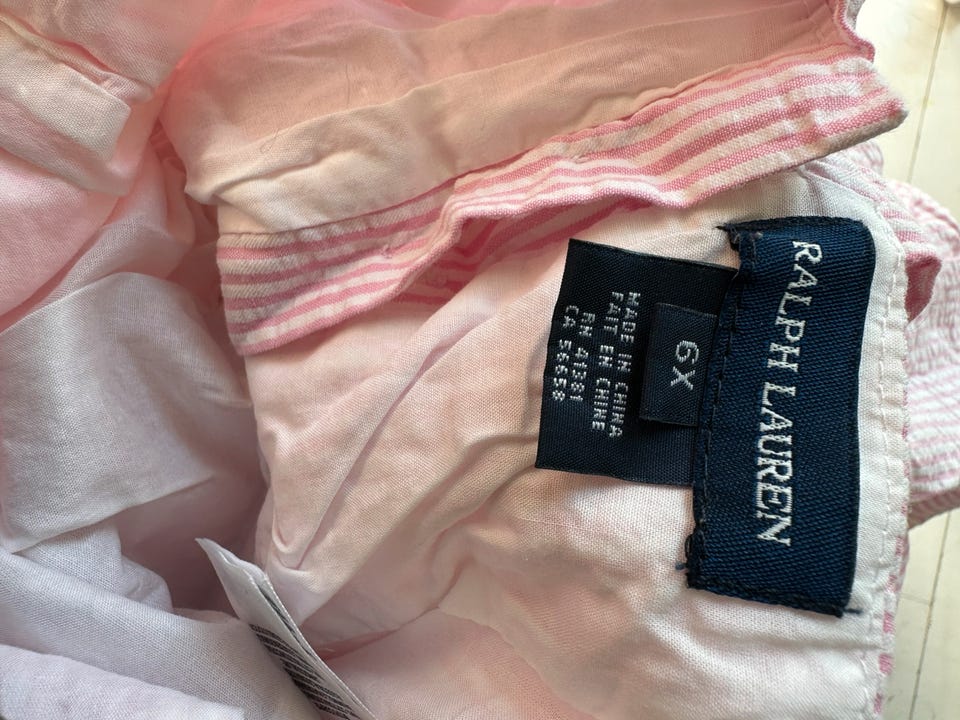 RALPH LAUREN
6X
MADE IN CHINA
FAIT EN CHINE
RN 41381
CA 56658